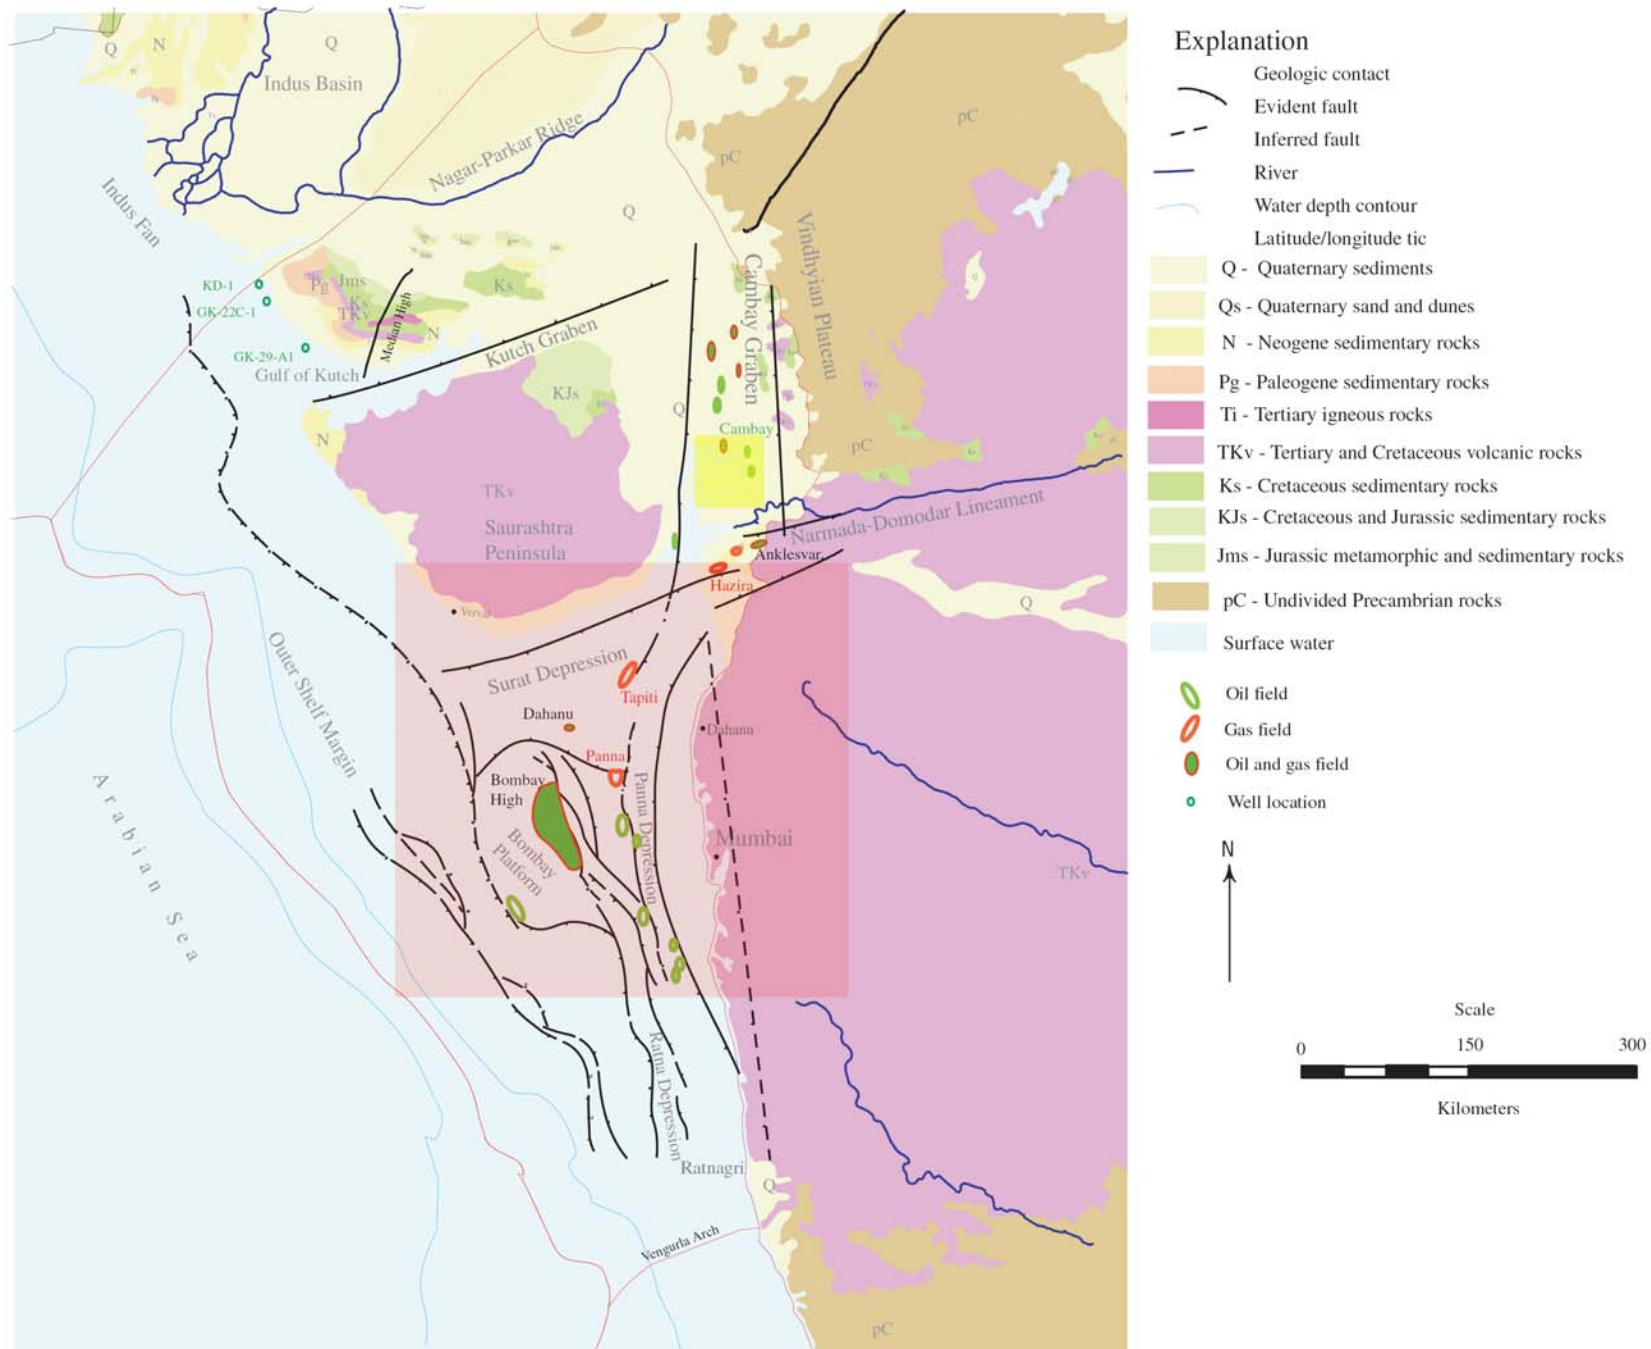 Q
N
Q
Indus Basin
Nagar-Parkar Ridge
pC
pC
Indus Fan
Q
Vindhyian Plateau
Cambay Graben
KD-1
GK-22C-1
GK-29-A1
Pg
Jms
Ks
TKv
Ks
N
Median High
Gulf of Kutch
Kutch Graben
KJs
Q
Q
Cambay
N
pC
TKv
Saurashtra
Peninsula
Narmada-Domodar Lineament
Anklesvar
Hazira
Q
Surat Depression
Tapiti
Dahanu
Dahanu
Panna
Bombay
High
Panna Depression
Bombay
Platform
Mumbai
TKv
Outer Shelf Margin
Arabian Sea
Ratna Depression
Ratnagri
Q
Vengurla Arch
pC
Explanation
Geologic contact
Evident fault
Inferred fault
River
Water depth contour
Latitude/longitude tic
Q - Quaternary sediments
Qs - Quaternary sand and dunes
N - Neogene sedimentary rocks
Pg - Paleogene sedimentary rocks
Ti - Tertiary igneous rocks
TKv - Tertiary and Cretaceous volcanic rocks
Ks - Cretaceous sedimentary rocks
KJs - Cretaceous and Jurassic sedimentary rocks
Jms - Jurassic metamorphic and sedimentary rocks
pC - Undivided Precambrian rocks
Surface water
Oil field
Gas field
Oil and gas field
Well location
N
Scale
0 150 300
Kilometers